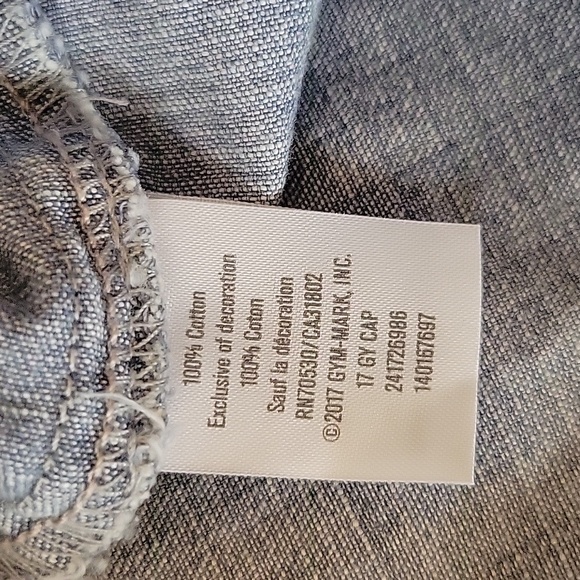 100% Cotton
Exclusive of decoration
100% Coton
Sauf la décoration
RN70530/CA31802
©2017 GYM-MARK, INC.
17 GY CAP
241726986
140167697